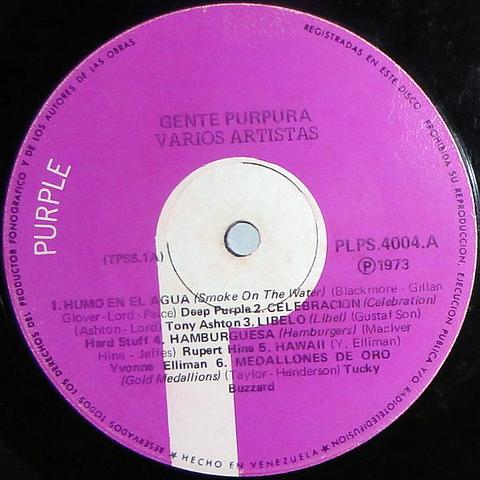 GENTE PURPURA
VARIOS ARTISTAS
PURPLE
(TPSS.1A)
PLPS.4004.A
Ⓟ1973
1. HUMO EN EL AGUA (Smoke On The Water) (Blackmore - Gillan
Glover - Lord - Paice) Deep Purple 2. CELEBRACION (Celebration)
(Ashton - Lord) Tony Ashton 3. LIBELO (Libel) (Gustaf Son)
Hard Stuff 4. HAMBURGUESA (Hamburgers) (MacIver
Hine - Jeffes) Rupert Hine 5. HAWAII (Y. Elliman)
Yvonne Elliman 6. MEDALLONES DE ORO
(Gold Medallions) (Taylor - Henderson) Tucky
Buzzard
RESERVADOS TODOS LOS DERECHOS DEL PRODUCTOR FONOGRAFICO Y DE LOS AUTORES DE LAS OBRAS
REGISTRADAS EN ESTE DISCO PROHIBIDA SU REPRODUCCION, EJECUCION PUBLICA Y/O RADIOTELEDIFUSION
★ HECHO EN VENEZUELA ★